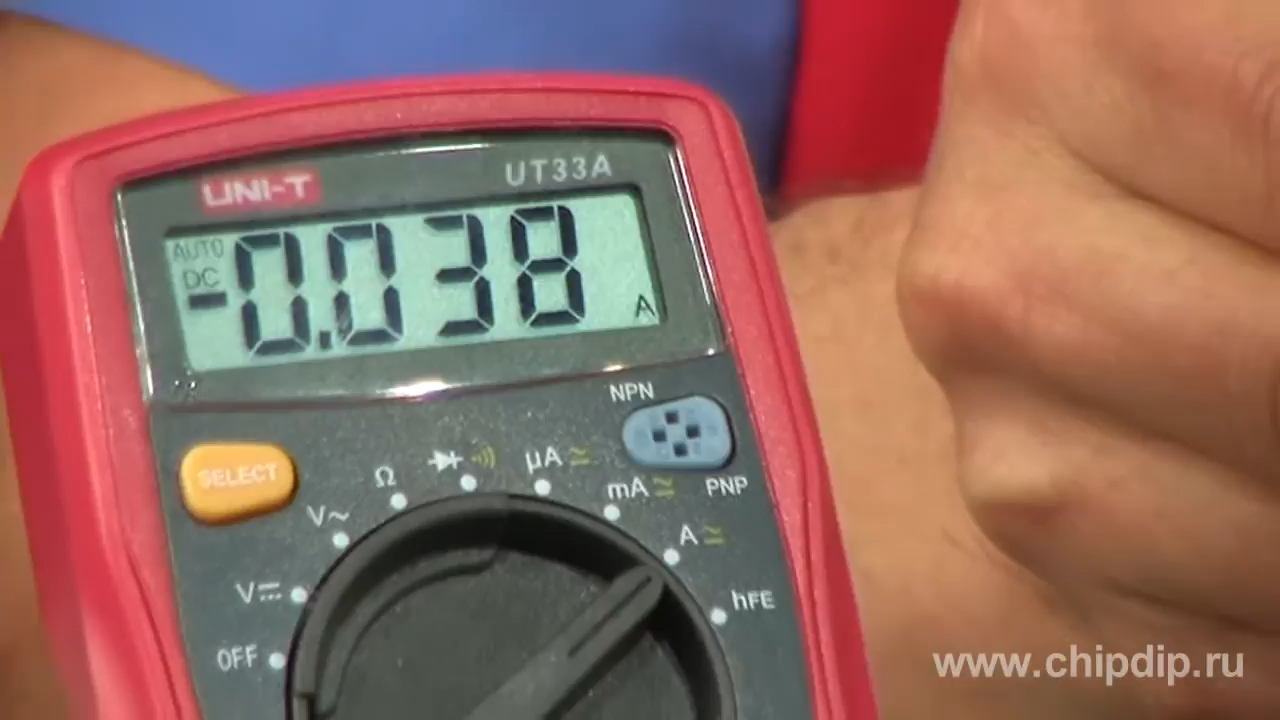 UNI-T UT33A
AUTO
DC
-0.038 A
NPN
SELECT
Ω
µA ≅
mA ≅ PNP
V~
A ≅
V⎓
hFE
OFF
www.chipdip.ru